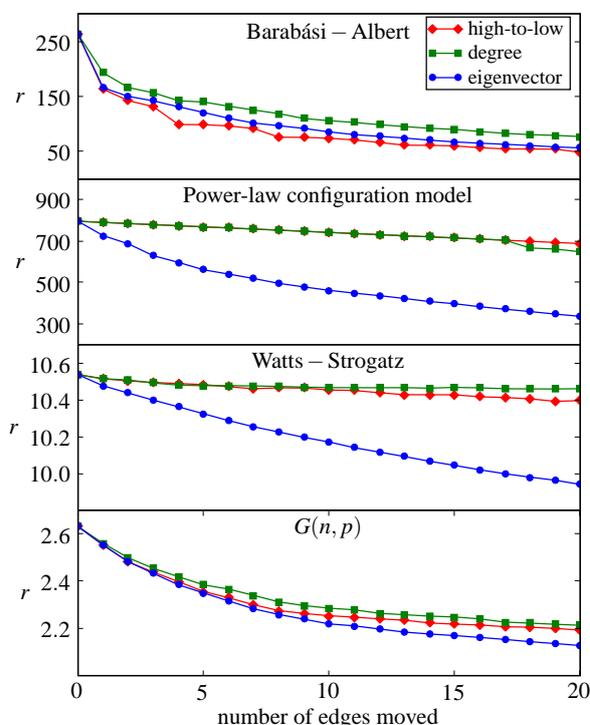 Barabási – Albert
high-to-low
degree
eigenvector
250
150
50
r
Power-law configuration model
900
700
500
300
r
Watts – Strogatz
10.6
10.4
10.2
10.0
r
G(n, p)
2.6
2.4
2.2
r
0
5
10
15
20
number of edges moved